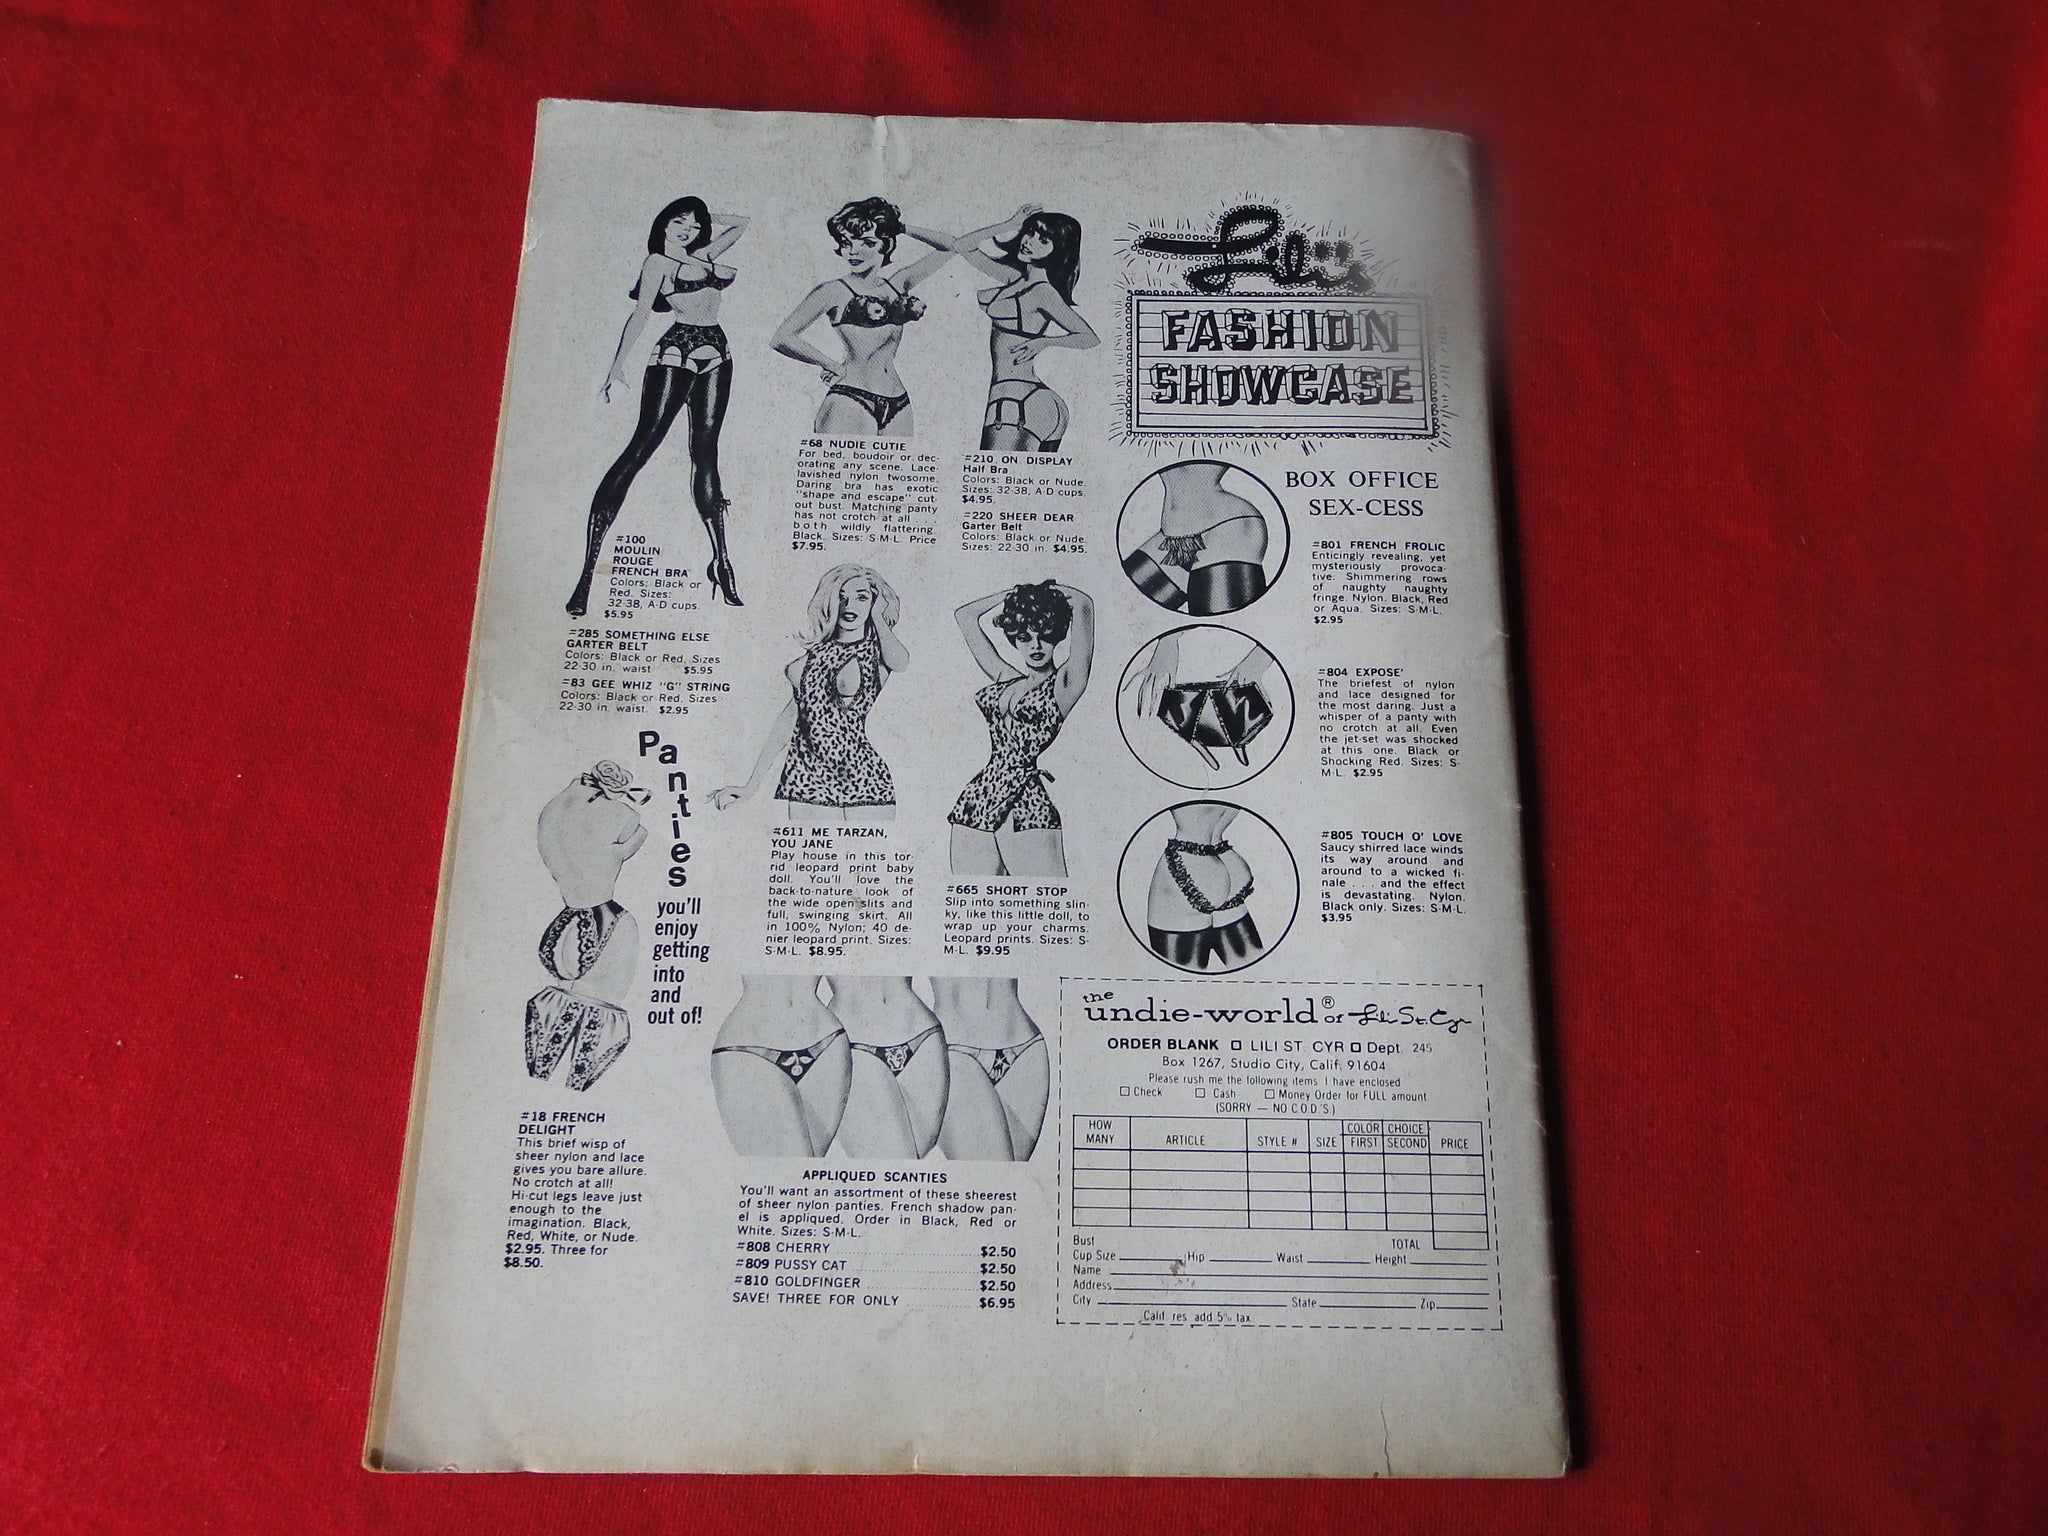 Lili's
FASHION
SHOWCASE
BOX OFFICE
SEX-CESS
#100
MOULIN
ROUGE
FRENCH BRA
Colors: Black or
Red. Sizes:
32-38, A-D cups.
$5.95
#285 SOMETHING ELSE
GARTER BELT
Colors: Black or Red, Sizes
22-30 in. waist $5.95
#83 GEE WHIZ "G" STRING
Colors: Black or Red. Sizes
22-30 in. waist. $2.95
#68 NUDIE CUTIE
For bed, boudoir or dec-
orating any scene. Lace-
lavished nylon twosome.
Daring bra has exotic
"shape and escape" cut-
out bust. Matching panty
has not crotch at all . . .
both wildly flattering.
Black. Sizes: S-M-L. Price
$7.95.
#210 ON DISPLAY
Half Bra
Colors: Black or Nude.
Sizes: 32-38, A-D cups.
$4.95.
#220 SHEER DEAR
Garter Belt
Colors: Black or Nude.
Sizes: 22-30 in. $4.95.
#801 FRENCH FROLIC
Enticingly revealing, yet
mysteriously provoca-
tive. Shimmering rows
of naughty naughty
fringe. Nylon. Black, Red
or Aqua. Sizes: S-M-L.
$2.95
#804 EXPOSE'
The briefest of nylon
and lace designed for
the most daring. Just a
whisper of a panty with
no crotch at all. Even
the jet-set was shocked
at this one. Black or
Shocking Red. Sizes: S-
M-L. $2.95
#805 TOUCH O' LOVE
Saucy shirred lace winds
its way around and
around to a wicked fi-
nale . . . and the effect
is devastating. Nylon.
Black only. Sizes: S-M-L.
$3.95
Panties
you'll
enjoy
getting
into
and
out of!
#611 ME TARZAN,
YOU JANE
Play house in this tor-
rid leopard print baby
doll. You'll love the
back-to-nature look of
the wide open slits and
full, swinging skirt. All
in 100% Nylon; 40 de-
nier leopard print. Sizes:
S-M-L. $8.95.
#665 SHORT STOP
Slip into something slin-
ky, like this little doll, to
wrap up your charms.
Leopard prints. Sizes: S-
M-L. $9.95
#18 FRENCH
DELIGHT
This brief wisp of
sheer nylon and lace
gives you bare allure.
No crotch at all!
Hi-cut legs leave just
enough to the
imagination. Black,
Red, White, or Nude.
$2.95. Three for
$8.50.
APPLIQUED SCANTIES
You'll want an assortment of these sheerest
of sheer nylon panties. French shadow pan-
el is appliqued. Order in Black, Red or
White. Sizes: S-M-L.
#808 CHERRY $2.50
#809 PUSSY CAT $2.50
#810 GOLDFINGER $2.50
SAVE! THREE FOR ONLY $6.95
the
undie-world® of Lili St. Cyr
ORDER BLANK □ LILI ST. CYR □ Dept. 245
Box 1267, Studio City, Calif. 91604
Please rush me the following items I have enclosed
□ Check □ Cash □ Money Order for FULL amount
(SORRY — NO C.O.D.'S.)
HOW MANY ARTICLE STYLE # SIZE COLOR CHOICE FIRST SECOND PRICE
TOTAL
Bust
Cup Size Hip Waist Height
Name
Address
City State Zip
Calif. res. add 5% tax